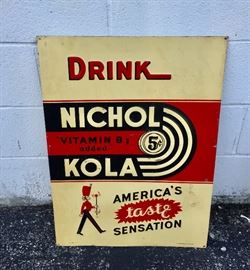 DRINK
NICHOL
VITAMIN B1
added
5¢
KOLA
AMERICA'S
taste
SENSATION